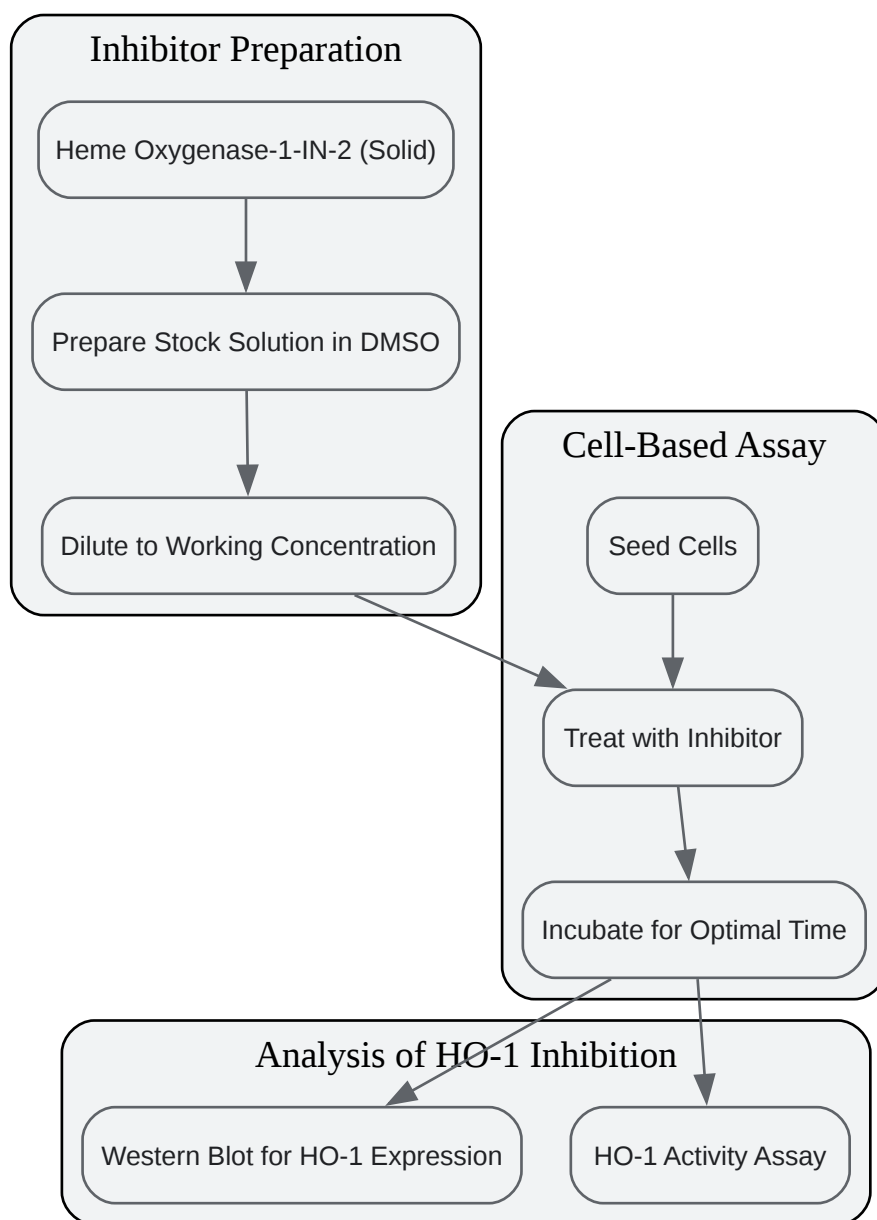 Inhibitor Preparation
Heme Oxygenase-1-IN-2 (Solid)
Prepare Stock Solution in DMSO
Dilute to Working Concentration
Cell-Based Assay
Seed Cells
Treat with Inhibitor
Incubate for Optimal Time
Analysis of HO-1 Inhibition
Western Blot for HO-1 Expression
HO-1 Activity Assay